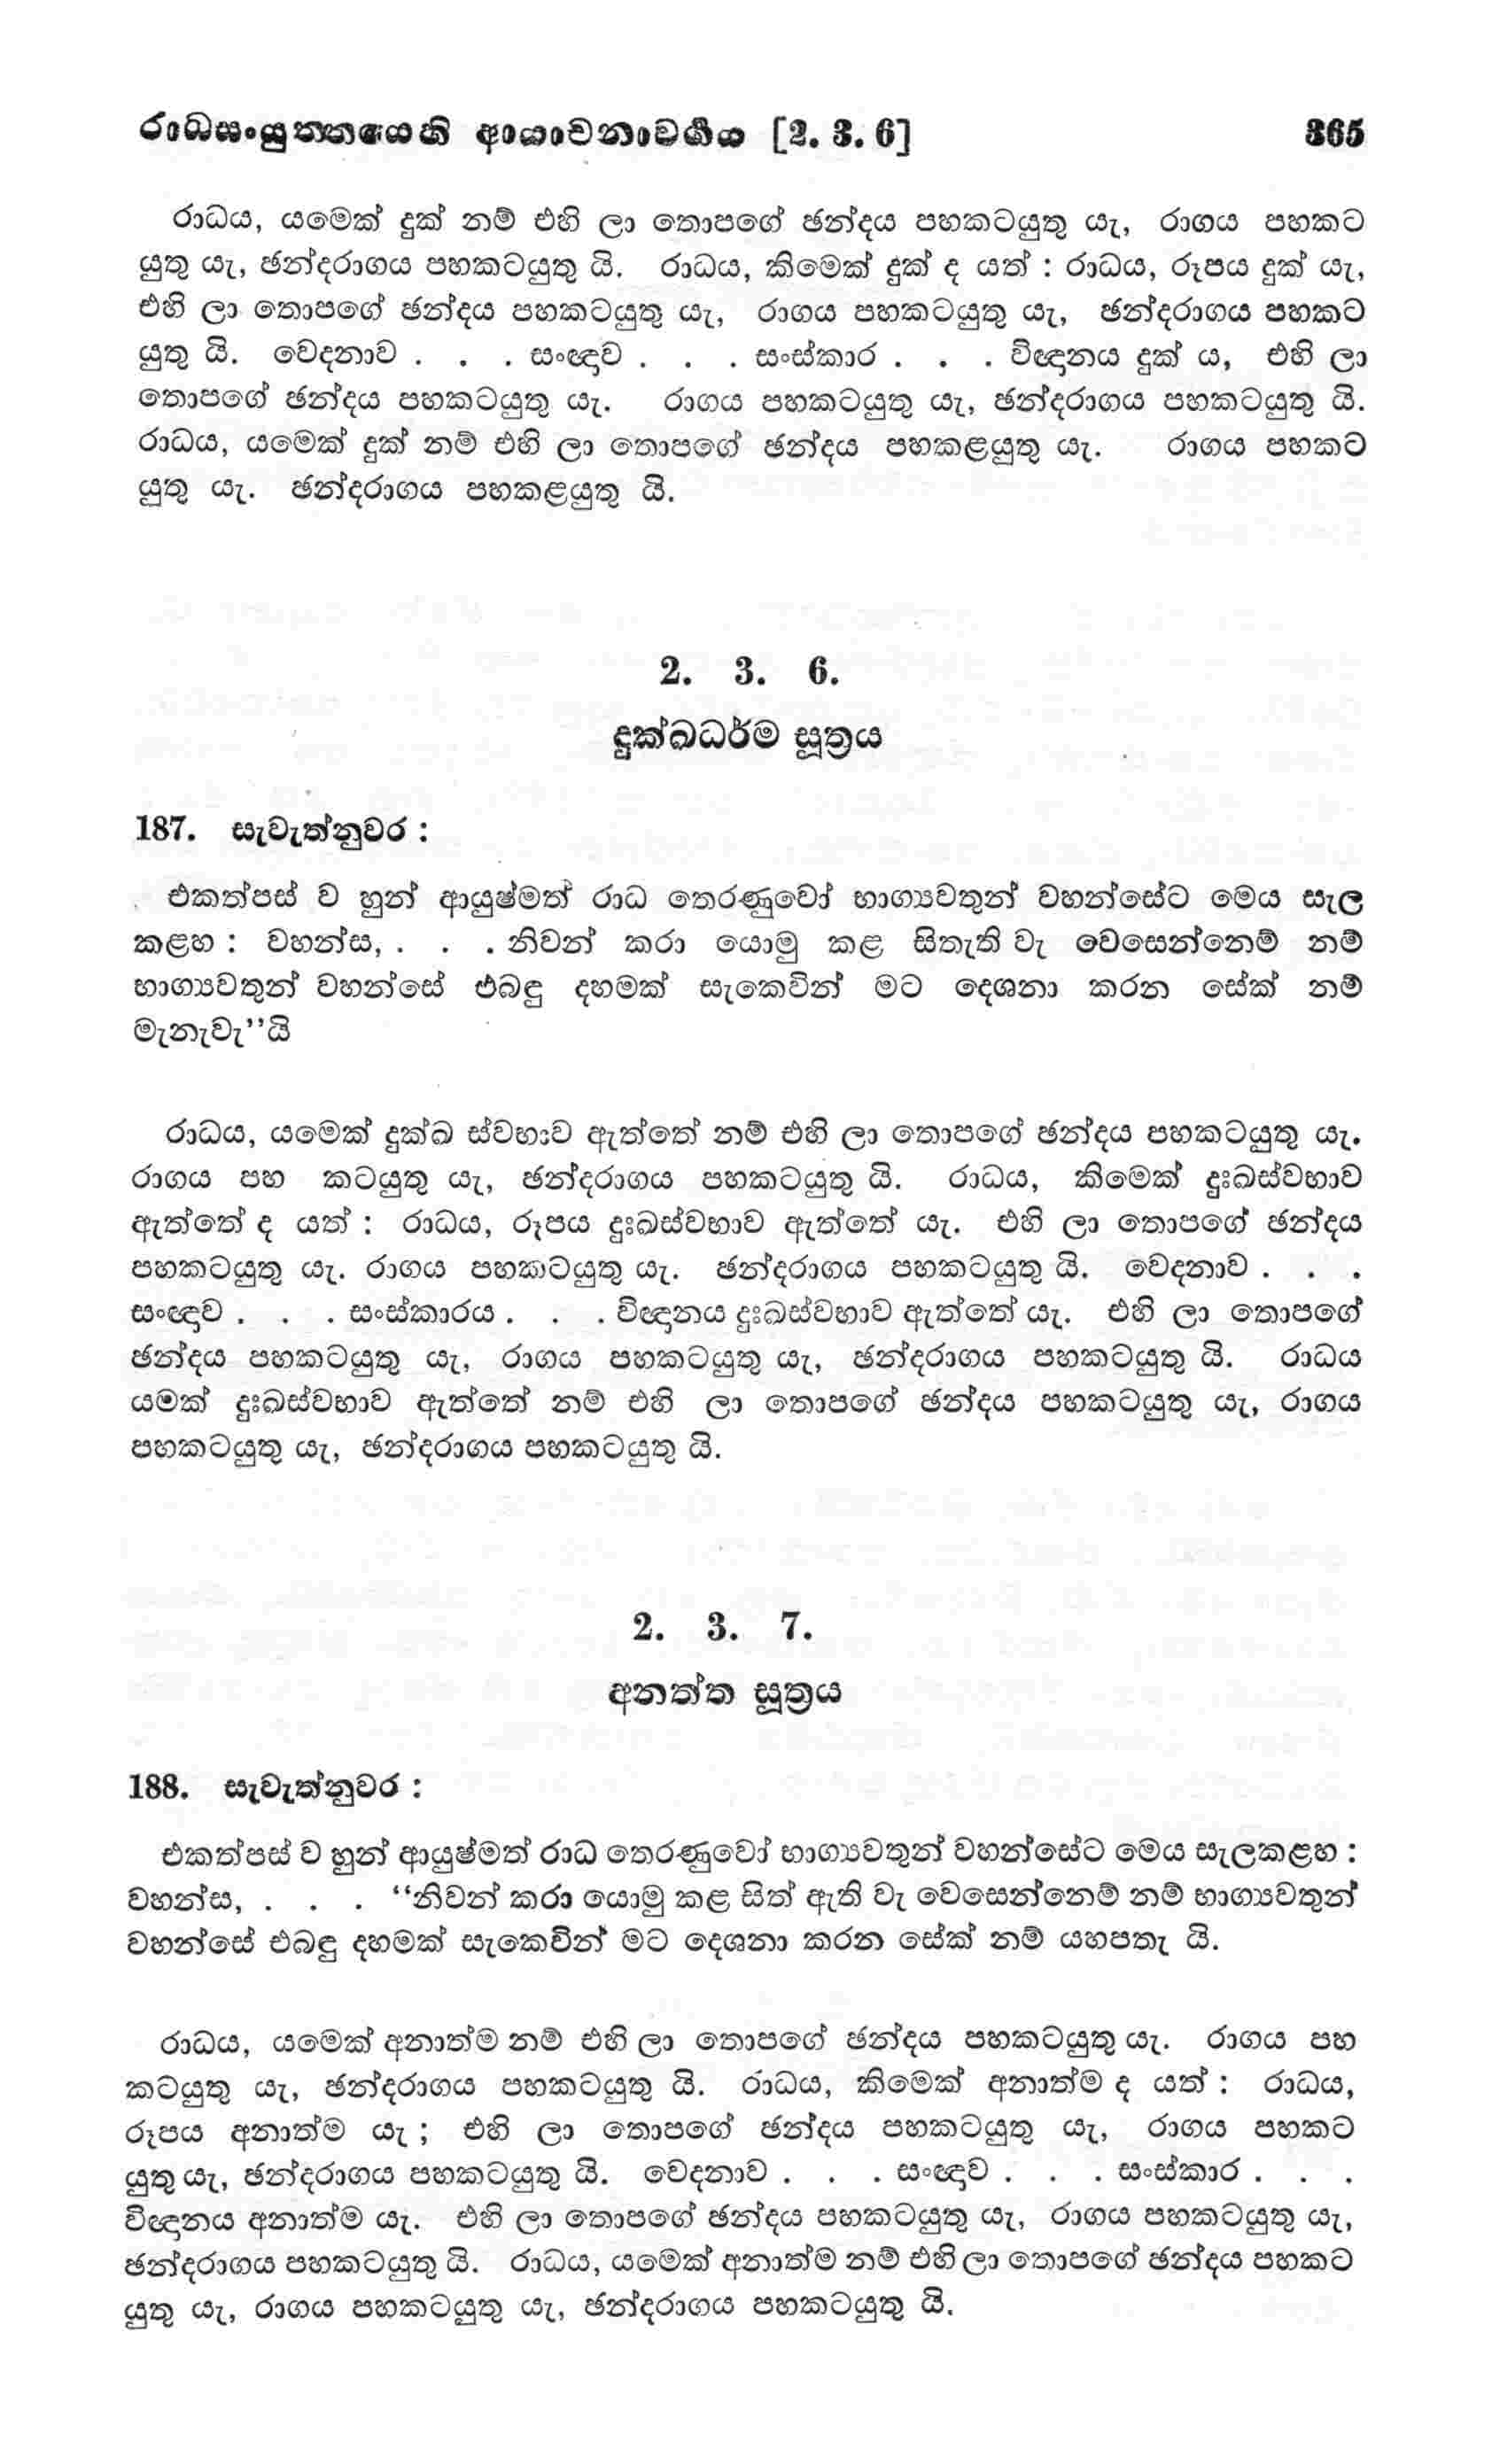 රාධසංයුත්තයෙහි ආයාචනාවර්‍ගය [2. 3. 6] 365
රාධය, යමෙක් දුක් නම් එහි ලා තොපගේ ඡන්දය පහකටයුතු යැ, රාගය පහකට
යුතු යැ, ඡන්දරාගය පහකටයුතු යි. රාධය, කිමෙක් දුක් ද යත් : රාධය, රූපය දුක් යැ,
එහි ලා තොපගේ ඡන්දය පහකටයුතු යැ, රාගය පහකටයුතු යැ, ඡන්දරාගය පහකට
යුතු යි. වෙදනාව . . . සංඥාව . . . සංස්කාර . . . විඥානය දුක් ය, එහි ලා
තොපගේ ඡන්දය පහකටයුතු යැ. රාගය පහකටයුතු යැ, ඡන්දරාගය පහකටයුතු යි.
රාධය, යමෙක් දුක් නම් එහි ලා තොපගේ ඡන්දය පහකළයුතු යැ. රාගය පහකට
යුතු යැ. ඡන්දරාගය පහකළයුතු යි.
2. 3. 6.
දුක්ඛධර්ම සූත්‍රය
187. සැවැත්නුවර :
එකත්පස් ව හුන් ආයුෂ්මත් රාධ තෙරණුවෝ භාග්‍යවතුන් වහන්සේට මෙය සැල
කළහ : වහන්ස, . . . නිවන් කරා යොමු කළ සිතැති වැ වෙසෙන්නෙම් නම්
භාග්‍යවතුන් වහන්සේ එබඳු දහමක් සැකෙවින් මට දෙශනා කරන සේක් නම්
මැනැවැ’’යි
රාධය, යමෙක් දුක්ඛ ස්වභාව ඇත්තේ නම් එහි ලා තොපගේ ඡන්දය පහකටයුතු යැ.
රාගය පහ කටයුතු යැ, ඡන්දරාගය පහකටයුතු යි. රාධය, කිමෙක් දුඃඛස්වභාව
ඇත්තේ ද යත් : රාධය, රූපය දුඃඛස්වභාව ඇත්තේ යැ. එහි ලා තොපගේ ඡන්දය
පහකටයුතු යැ. රාගය පහකටයුතු යැ. ඡන්දරාගය පහකටයුතු යි. වෙදනාව . . .
සංඥාව . . . සංස්කාරය . . . විඥානය දුඃඛස්වභාව ඇත්තේ යැ. එහි ලා තොපගේ
ඡන්දය පහකටයුතු යැ, රාගය පහකටයුතු යැ, ඡන්දරාගය පහකටයුතු යි. රාධය
යමක් දුඃඛස්වභාව ඇත්තේ නම් එහි ලා තොපගේ ඡන්දය පහකටයුතු යැ, රාගය
පහකටයුතු යැ, ඡන්දරාගය පහකටයුතු යි.
2. 3. 7.
අනත්ත සූත්‍රය
188. සැවැත්නුවර :
එකත්පස් ව හුන් ආයුෂ්මත් රාධ තෙරණුවෝ භාග්‍යවතුන් වහන්සේට මෙය සැලකළහ :
වහන්ස, . . . ‘‘නිවන් කරා යොමු කළ සිත් ඇති වැ වෙසෙන්නෙම් නම් භාග්‍යවතුන්
වහන්සේ එබඳු දහමක් සැකෙවින් මට දෙශනා කරන සේක් නම් යහපතැ යි.
රාධය, යමෙක් අනාත්ම නම් එහි ලා තොපගේ ඡන්දය පහකටයුතු යැ. රාගය පහ
කටයුතු යැ, ඡන්දරාගය පහකටයුතු යි. රාධය, කිමෙක් අනාත්ම ද යත් : රාධය,
රූපය අනාත්ම යැ ; එහි ලා තොපගේ ඡන්දය පහකටයුතු යැ, රාගය පහකට
යුතු යැ, ඡන්දරාගය පහකටයුතු යි. වෙදනාව . . . සංඥාව . . . සංස්කාර . . .
විඥානය අනාත්ම යැ. එහි ලා තොපගේ ඡන්දය පහකටයුතු යැ, රාගය පහකටයුතු යැ,
ඡන්දරාගය පහකටයුතු යි. රාධය, යමෙක් අනාත්ම නම් එහි ලා තොපගේ ඡන්දය පහකට
යුතු යැ, රාගය පහකටයුතු යැ, ඡන්දරාගය පහකටයුතු යි.